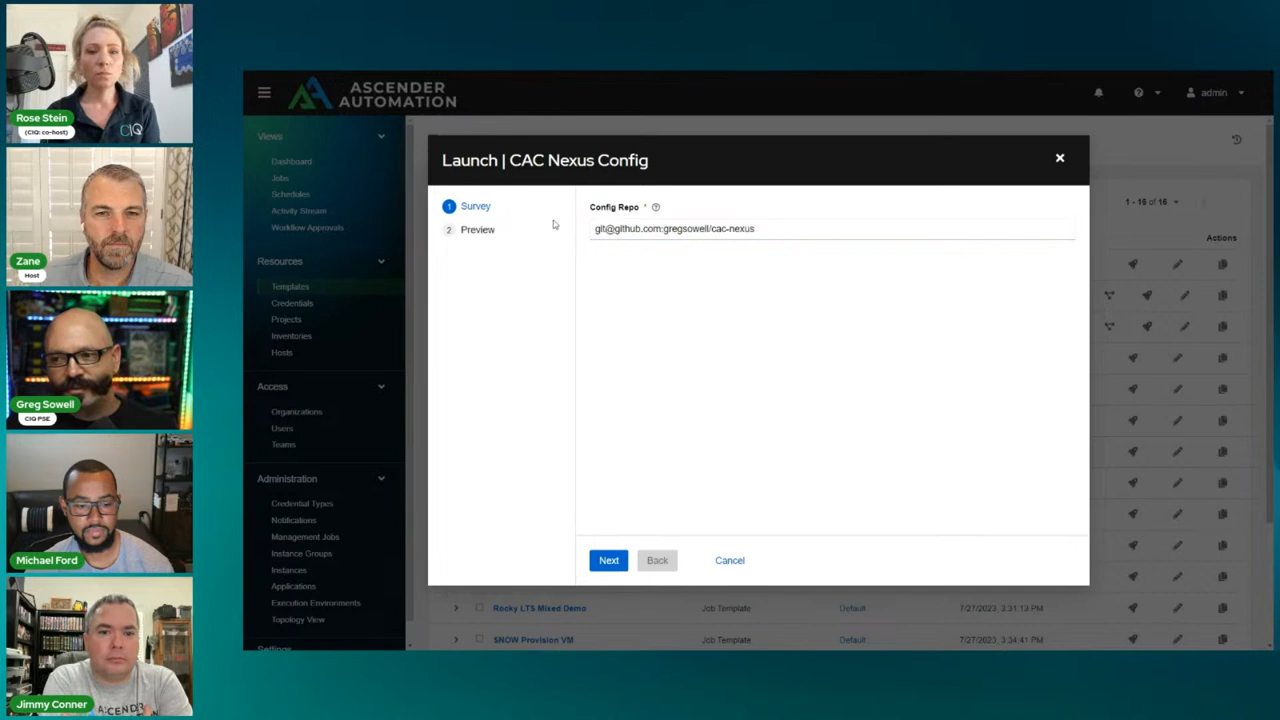 Rose Stein
(CIQ: co-host)
CIQ
Zane
Host
Greg Sowell
CIQ PSE
Michael Ford
Jimmy Conner
ASCENDER
ASCENDER
AUTOMATION
admin
Views
Dashboard
Jobs
Schedules
Activity Stream
Workflow Approvals
Resources
Templates
Credentials
Projects
Inventories
Hosts
Access
Organizations
Users
Teams
Administration
Credential Types
Notifications
Management Jobs
Instance Groups
Instances
Applications
Execution Environments
Topology View
Settings
Launch | CAC Nexus Config
1 Survey
2 Preview
Config Repo *
git@github.com:gregsowell/cac-nexus
Next
Back
Cancel
1 - 16 of 16
Actions
Rocky LTS Mixed Demo Job Template Default 7/27/2023, 3:31:13 PM
SNOW Provision VM Job Template Default 7/27/2023, 3:34:41 PM